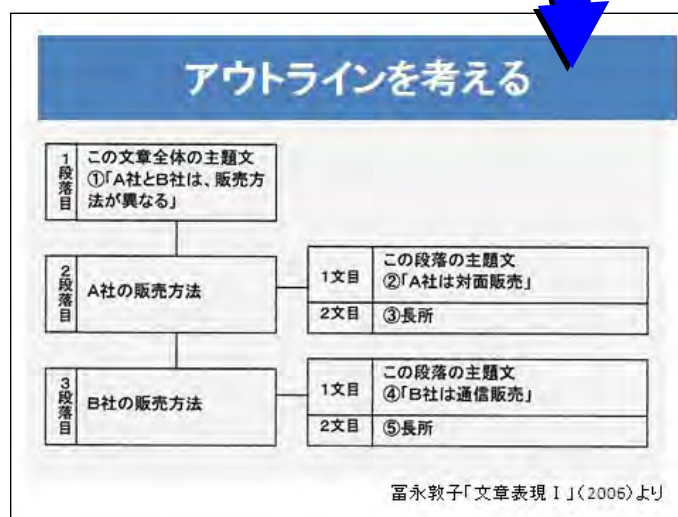 アウトラインを考える
1段落目
この文章全体の主題文
①「A社とB社は、販売方
法が異なる」
2段落目
A社の販売方法
1文目
この段落の主題文
②「A社は対面販売」
2文目
③長所
3段落目
B社の販売方法
1文目
この段落の主題文
④「B社は通信販売」
2文目
⑤長所
冨永敦子「文章表現Ⅰ」(2006)より